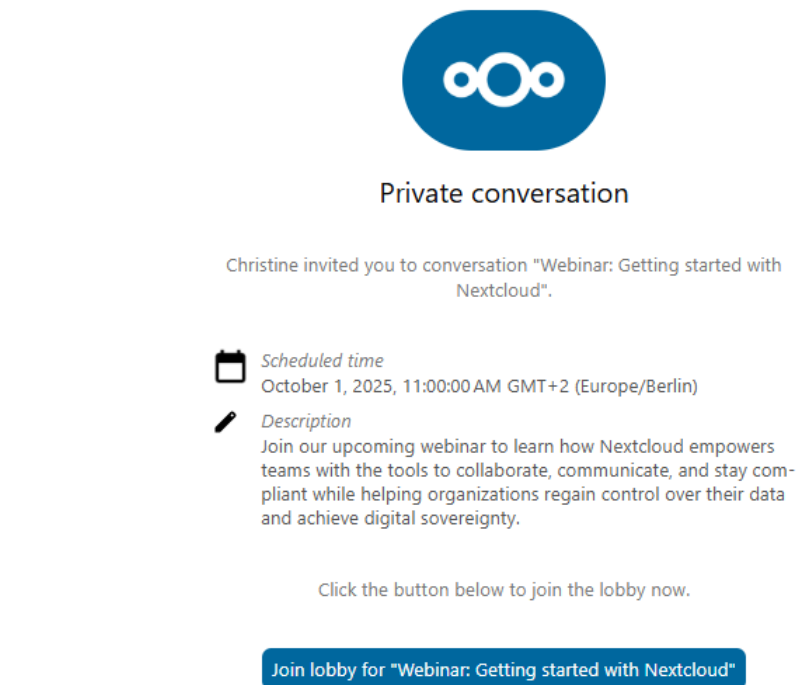 Private conversation
Christine invited you to conversation "Webinar: Getting started with
Nextcloud".
Scheduled time
October 1, 2025, 11:00:00 AM GMT+2 (Europe/Berlin)
Description
Join our upcoming webinar to learn how Nextcloud empowers
teams with the tools to collaborate, communicate, and stay com-
pliant while helping organizations regain control over their data
and achieve digital sovereignty.
Click the button below to join the lobby now.
Join lobby for "Webinar: Getting started with Nextcloud"